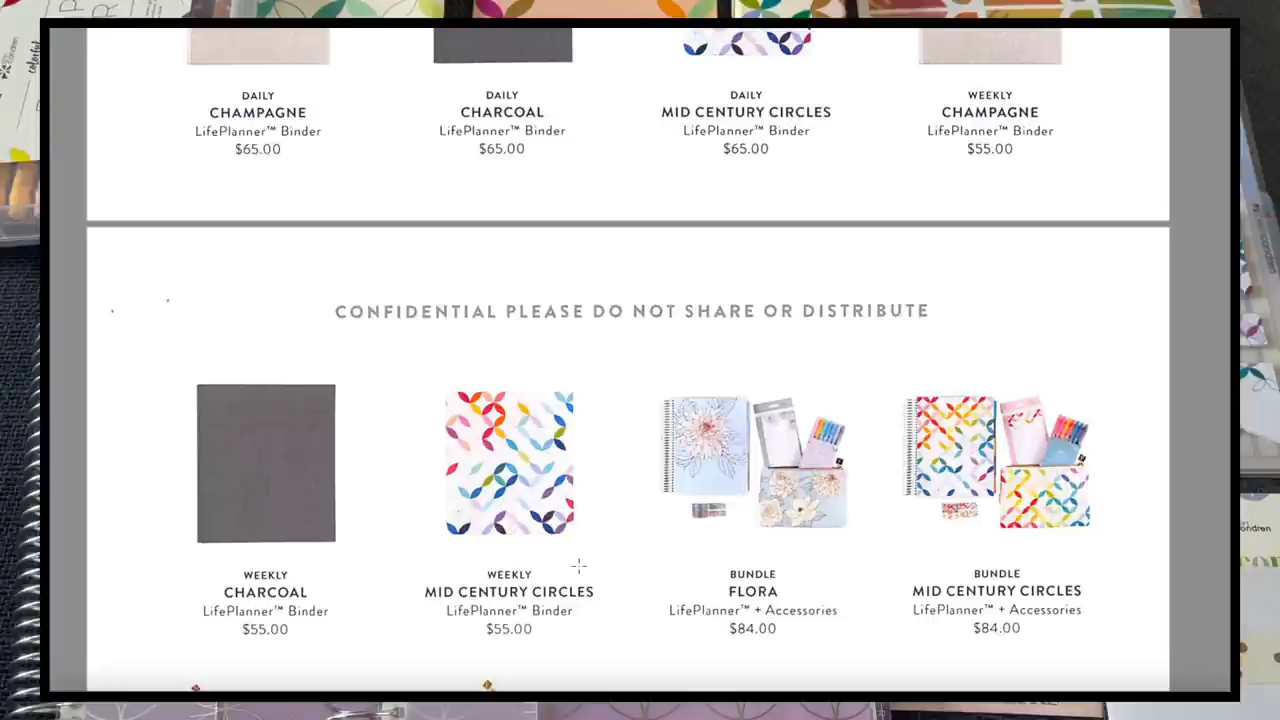 DAILY
CHAMPAGNE
LifePlanner™ Binder
$65.00
DAILY
CHARCOAL
LifePlanner™ Binder
$65.00
DAILY
MID CENTURY CIRCLES
LifePlanner™ Binder
$65.00
WEEKLY
CHAMPAGNE
LifePlanner™ Binder
$55.00
CONFIDENTIAL PLEASE DO NOT SHARE OR DISTRIBUTE
WEEKLY
CHARCOAL
LifePlanner™ Binder
$55.00
WEEKLY
MID CENTURY CIRCLES
LifePlanner™ Binder
$55.00
BUNDLE
FLORA
LifePlanner™ + Accessories
$84.00
BUNDLE
MID CENTURY CIRCLES
LifePlanner™ + Accessories
$84.00
colorful